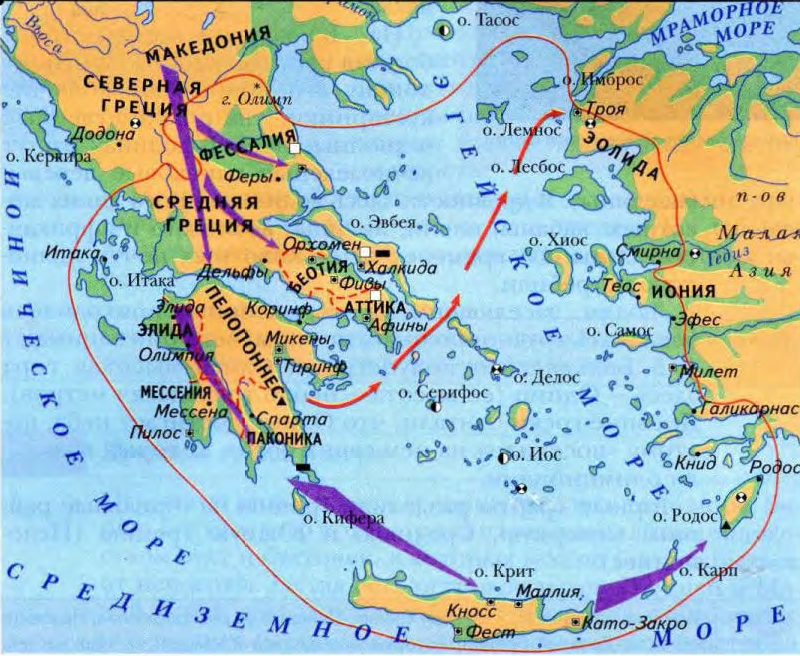 о. Тасос
МРАМОРНОЕ
МОРЕ
Вьоса
МАКЕДОНИЯ
СЕВЕРНАЯ
ГРЕЦИЯ
г. Олимп
о. Имброс
Троя
Додона
о. Керкира
ФЕССАЛИЯ
Феры
о. Лемнос
ЭОЛИДА
о. Лесбос
СРЕДНЯЯ
ГРЕЦИЯ
о. Эвбея
п-ов
Малая
Азия
ЭГЕЙСКОЕ
МОРЕ
ИОНИЧЕСКОЕ
МОРЕ
Орхомен
Халкида
БЕОТИЯ
Фивы
о. Хиос
Смирна
Гедиз
Итака
о. Итака
Дельфы
Теос
ИОНИЯ
АТТИКА
Афины
Элида
ЭЛИДА
ПЕЛОПОННЕС
Коринф
Эфес
о. Самос
Олимпия
Микены
Тиринф
Милет
о. Делос
МЕССЕНИЯ
Мессена
о. Серифос
Галикарнас
Спарта
Пилос
ПАКОНИКА
о. Иос
Книд
Родос
о. Кифера
о. Родос
о. Крит
о. Карп
Маллия
Кносс
Фест
Като-Закро
СРЕДИЗЕМНОЕ
МОРЕ